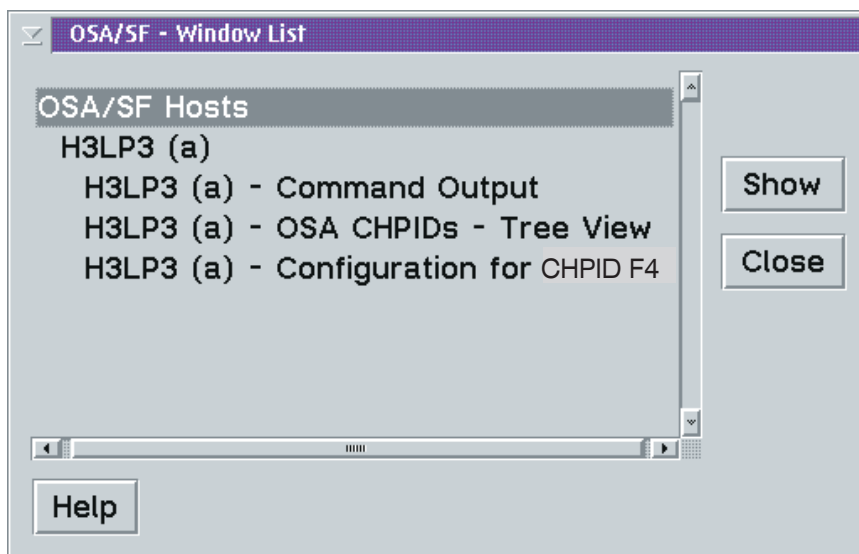 OSA/SF - Window List
OSA/SF Hosts
H3LP3 (a)
H3LP3 (a) - Command Output
H3LP3 (a) - OSA CHPIDs - Tree View
H3LP3 (a) - Configuration for CHPID F4
Show
Close
Help